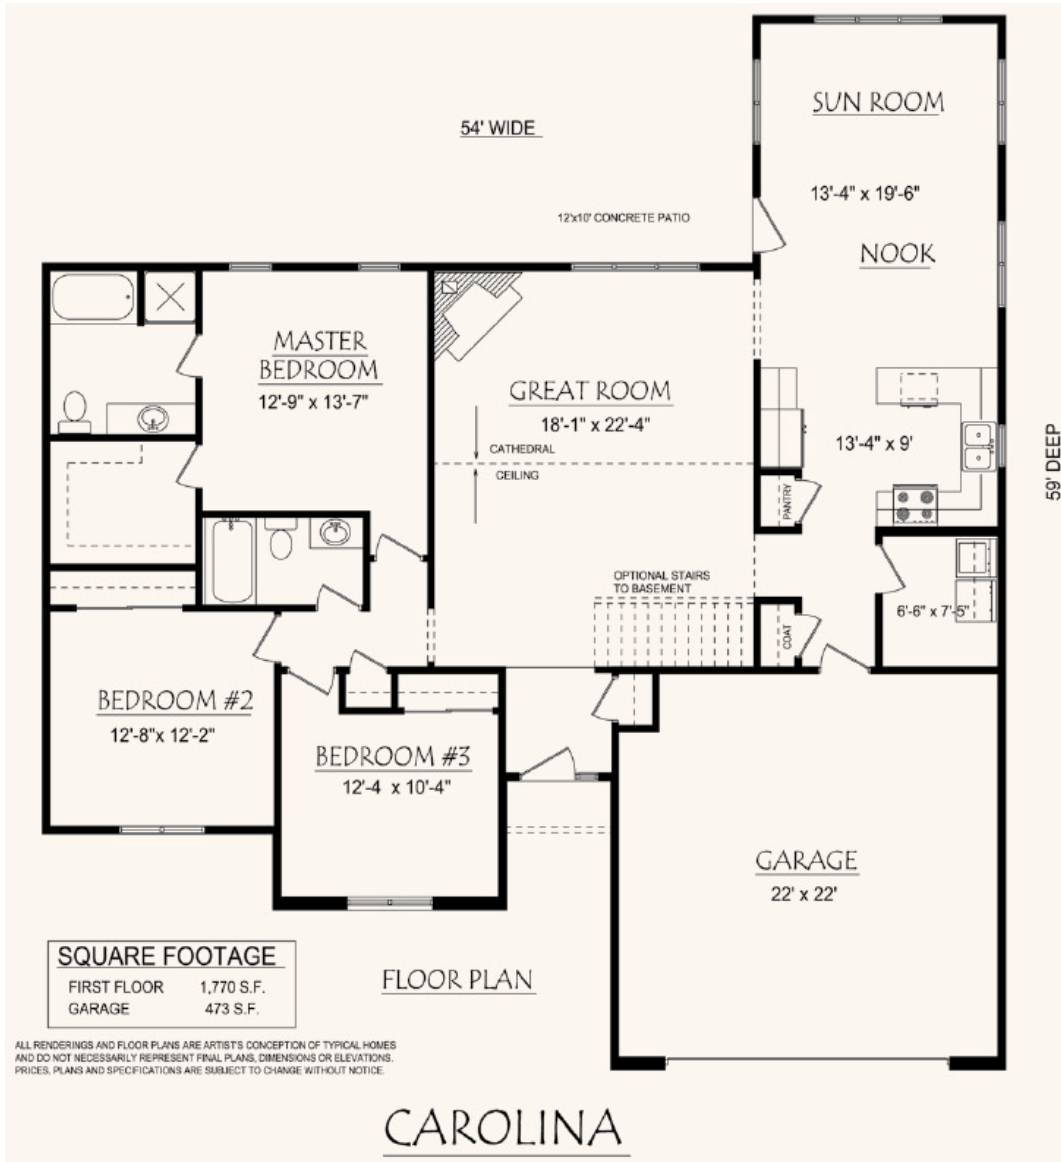 SUN ROOM
54' WIDE
13'-4" x 19'-6"
12'x10' CONCRETE PATIO
NOOK
MASTER
BEDROOM
12'-9" x 13'-7"
GREAT ROOM
18'-1" x 22'-4"
CATHEDRAL
CEILING
13'-4" x 9'
59' DEEP
PANTRY
OPTIONAL STAIRS
TO BASEMENT
6'-6" x 7'-5"
COAT
BEDROOM #2
12'-8"x 12'-2"
BEDROOM #3
12'-4 x 10'-4"
GARAGE
22' x 22'
SQUARE FOOTAGE
FIRST FLOOR 1,770 S.F.
GARAGE 473 S.F.
FLOOR PLAN
ALL RENDERINGS AND FLOOR PLANS ARE ARTIST'S CONCEPTION OF TYPICAL HOMES
AND DO NOT NECESSARILY REPRESENT FINAL PLANS, DIMENSIONS OR ELEVATIONS.
PRICES, PLANS AND SPECIFICATIONS ARE SUBJECT TO CHANGE WITHOUT NOTICE.
CAROLINA